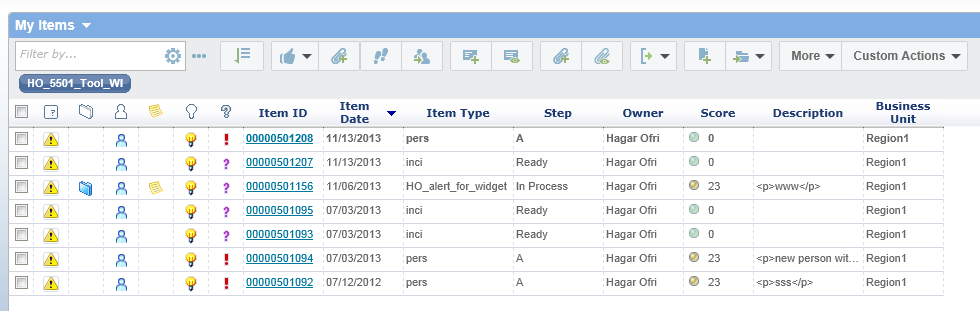 My Items
Filter by...
More Custom Actions
HO_5501_Tool_WI
Item ID Item Date Item Type Step Owner Score Description Business Unit
00000501208 11/13/2013 pers A Hagar Ofri 0 Region1
00000501207 11/13/2013 inci Ready Hagar Ofri 0 Region1
00000501156 11/06/2013 HO_alert_for_widget In Process Hagar Ofri 23 <p>www</p> Region1
00000501095 07/03/2013 inci Ready Hagar Ofri 0 Region1
00000501093 07/03/2013 inci Ready Hagar Ofri 0 Region1
00000501094 07/03/2013 pers A Hagar Ofri 23 <p>new person wit... Region1
00000501092 07/12/2012 pers A Hagar Ofri 23 <p>sss</p> Region1